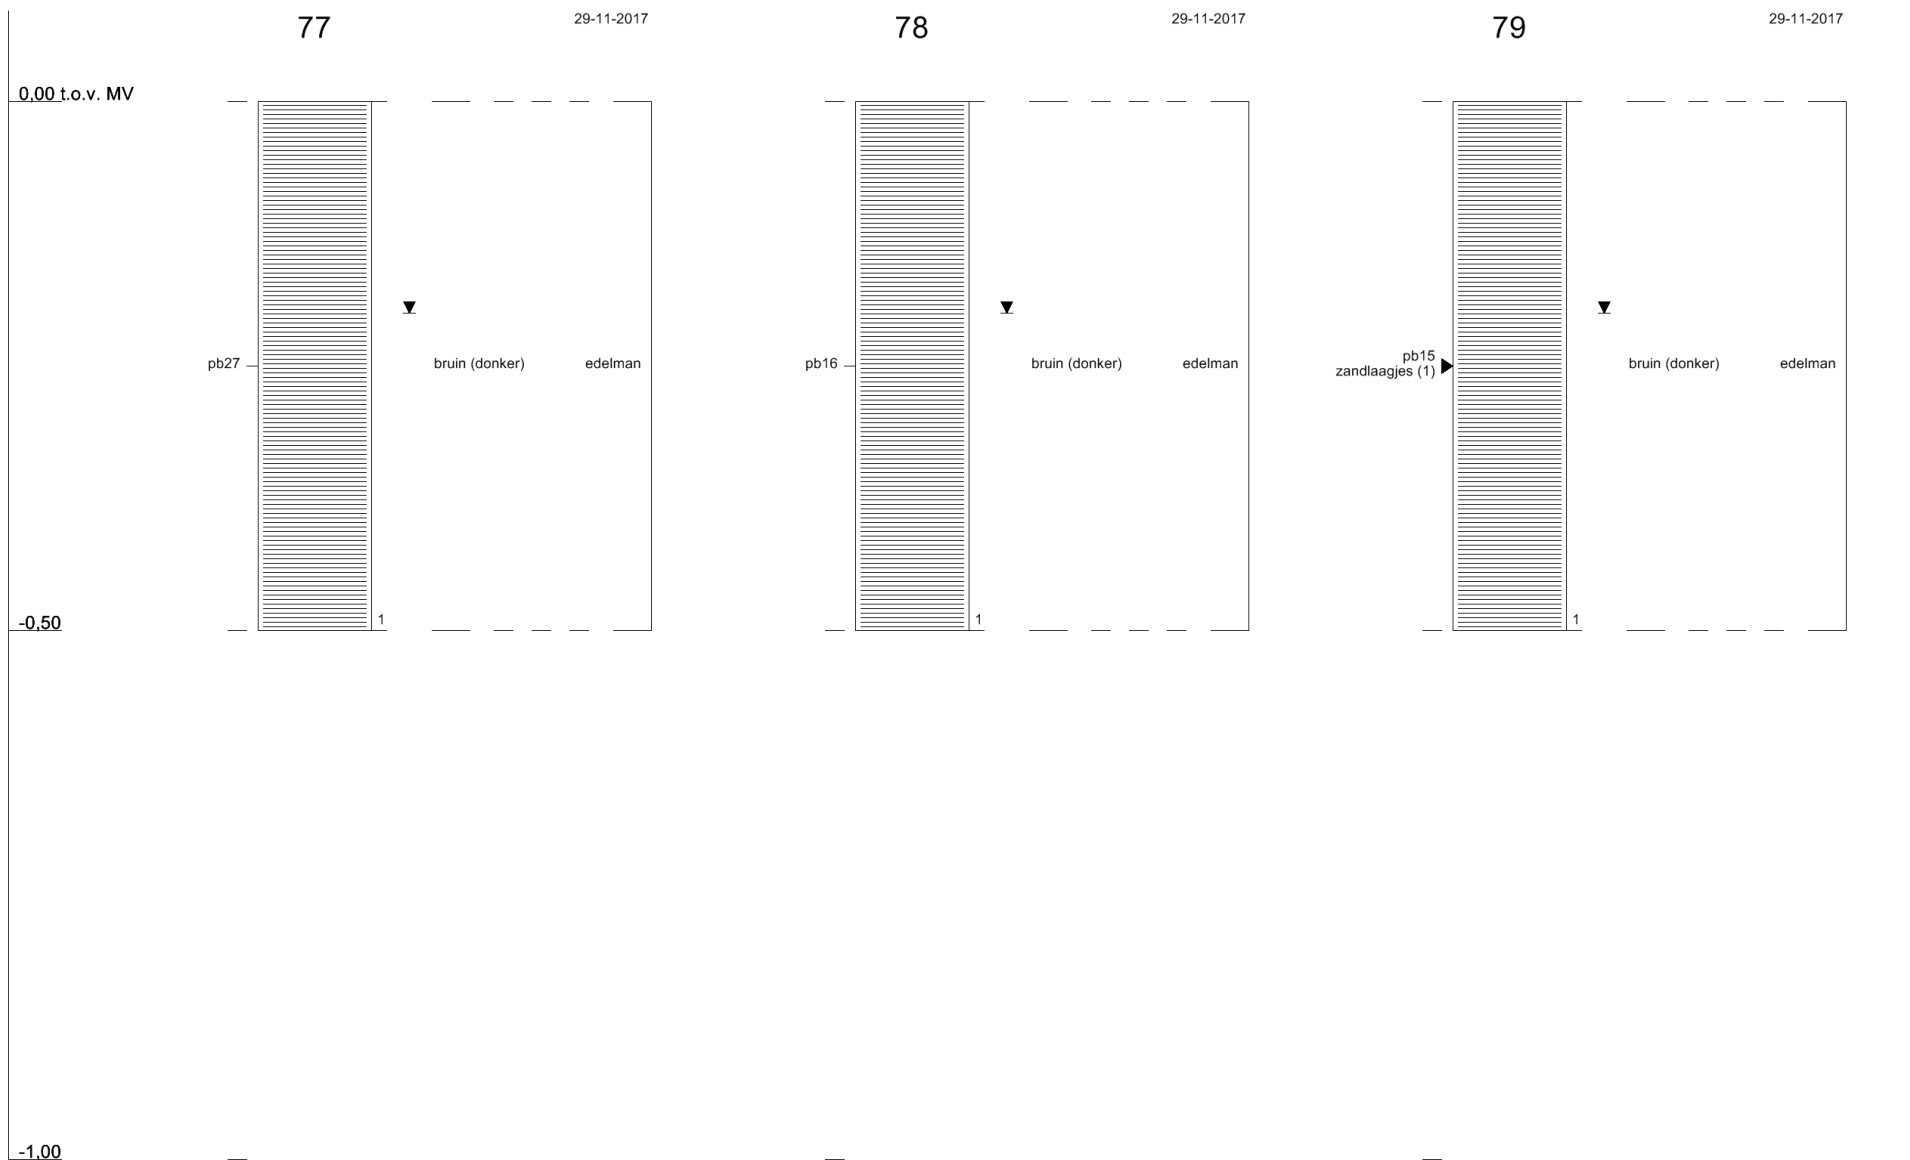 77
29-11-2017
78
29-11-2017
79
29-11-2017
0,00 t.o.v. MV
pb27
bruin (donker)
edelman
pb16
bruin (donker)
edelman
pb15
zandlaagjes (1)
bruin (donker)
edelman
-0,50
1
1
1
-1,00